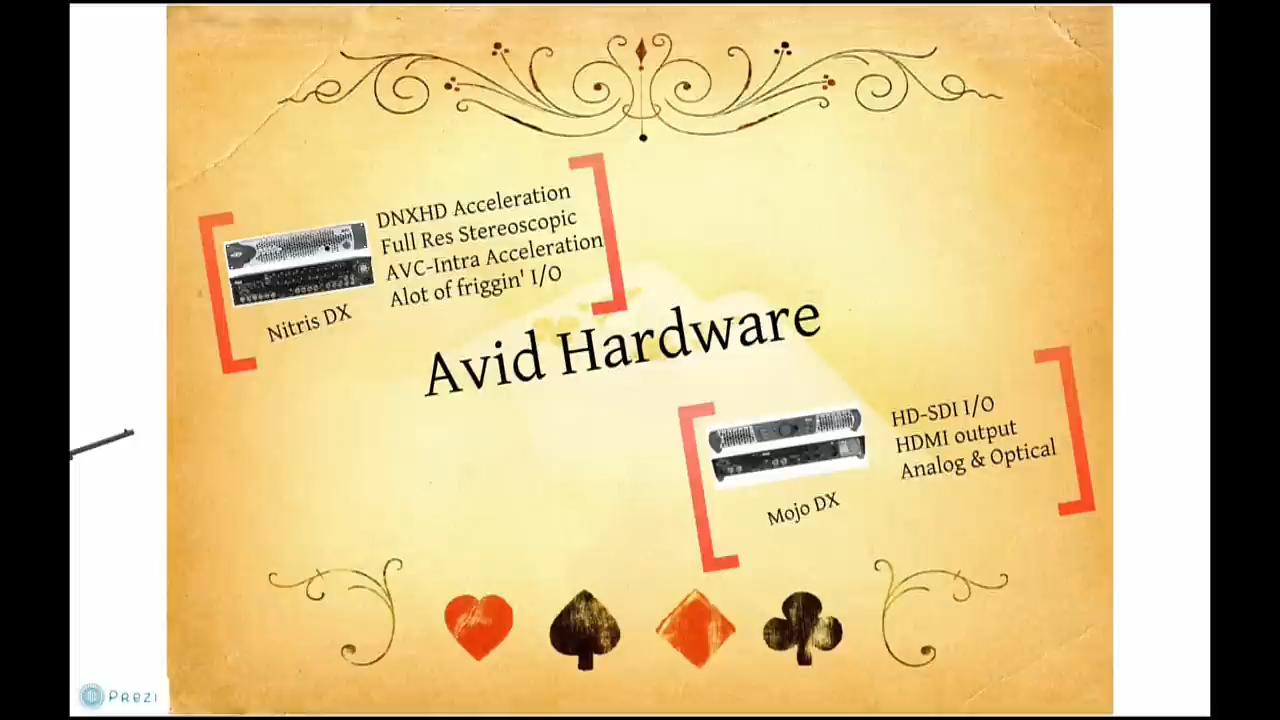 DNXHD Acceleration
Full Res Stereoscopic
AVC-Intra Acceleration
Alot of friggin' I/O
Nitris DX
Avid Hardware
HD-SDI I/O
HDMI output
Analog & Optical
Mojo DX
Prezi